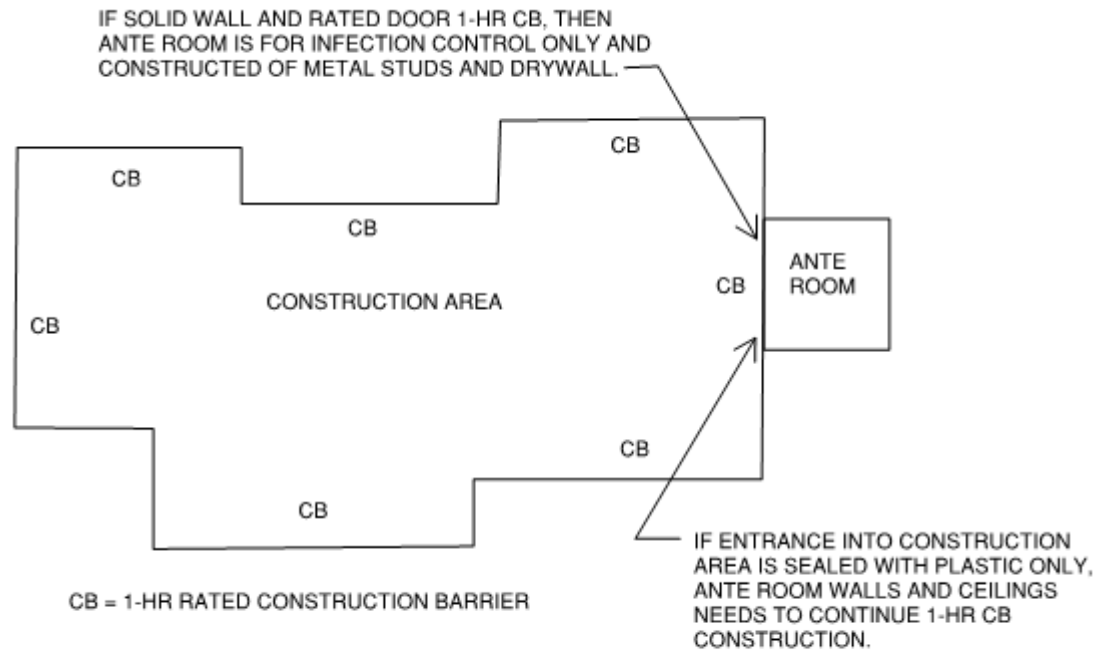 IF SOLID WALL AND RATED DOOR 1-HR CB, THEN
ANTE ROOM IS FOR INFECTION CONTROL ONLY AND
CONSTRUCTED OF METAL STUDS AND DRYWALL.
CB
CB
CB
ANTE
ROOM
CB
CONSTRUCTION AREA
CB
CB
CB
IF ENTRANCE INTO CONSTRUCTION
AREA IS SEALED WITH PLASTIC ONLY,
ANTE ROOM WALLS AND CEILINGS
NEEDS TO CONTINUE 1-HR CB
CONSTRUCTION.
CB = 1-HR RATED CONSTRUCTION BARRIER